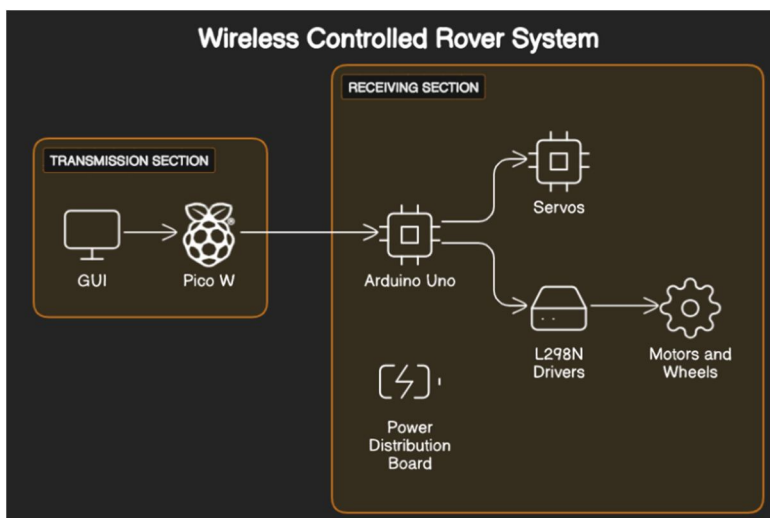 Wireless Controlled Rover System
RECEIVING SECTION
TRANSMISSION SECTION
GUI
Pico W
Arduino Uno
Servos
L298N
Drivers
Motors and
Wheels
Power
Distribution
Board